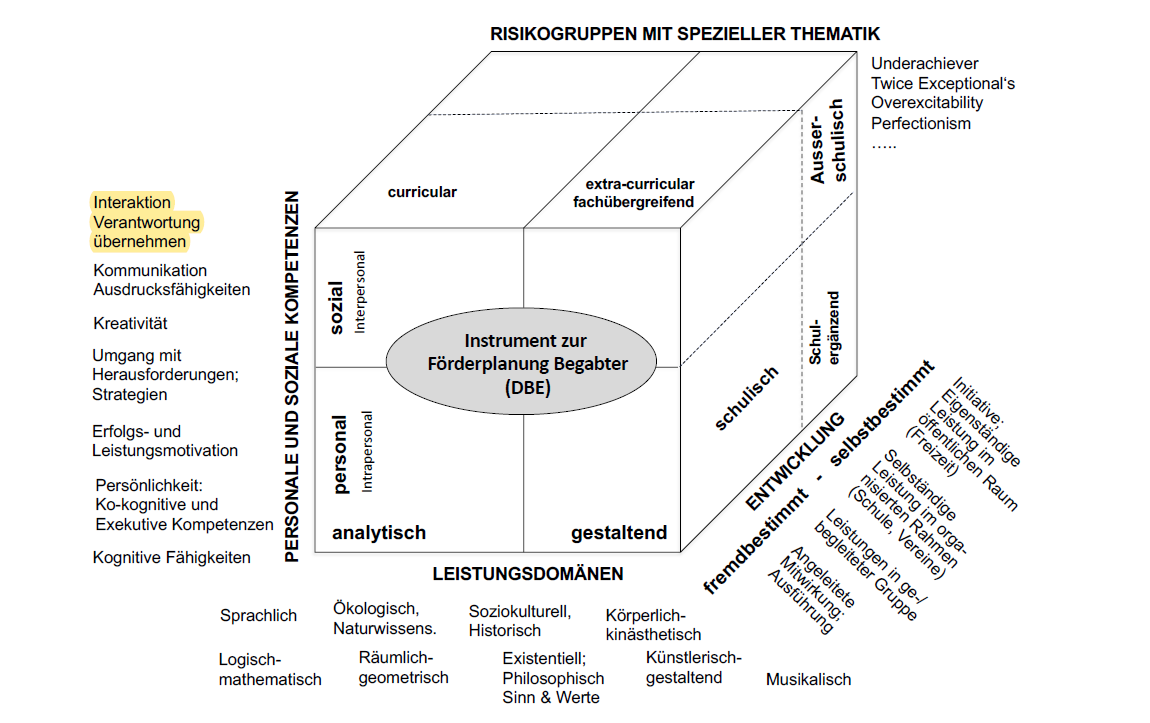 RISIKOGRUPPEN MIT SPEZIELLER THEMATIK
Underachiever
Twice Exceptional‘s
Overexcitability
Perfectionism
…..
Ausser-
schulisch
curricular
extra-curricular
fachübergreifend
PERSONALE UND SOZIALE KOMPETENZEN
Interaktion
Verantwortung
übernehmen
Kommunikation
Ausdrucksfähigkeiten
Kreativität
Umgang mit
Herausforderungen;
Strategien
Erfolgs- und
Leistungsmotivation
Persönlichkeit:
Ko-kognitive und
Exekutive Kompetenzen
Kognitive Fähigkeiten
sozial
Interpersonal
personal
Intrapersonal
Instrument zur
Förderplanung Begabter
(DBE)
analytisch
gestaltend
schulisch
Schul-
ergänzend
ENTWICKLUNG
fremdbestimmt - selbstbestimmt
Initiative;
Eigenständige
Leistung im
öffentlichen Raum
(Freizeit)
Selbständige
Leistung im orga-
nisierten Rahmen
(Schule, Vereine)
Leistungen in ge-/
begleiteter Gruppe
Angeleitete
Mitwirkung;
Ausführung
LEISTUNGSDOMÄNEN
Sprachlich
Ökologisch,
Naturwissens.
Soziokulturell,
Historisch
Körperlich-
kinästhetisch
Logisch-
mathematisch
Räumlich-
geometrisch
Existentiell;
Philosophisch
Sinn & Werte
Künstlerisch-
gestaltend
Musikalisch